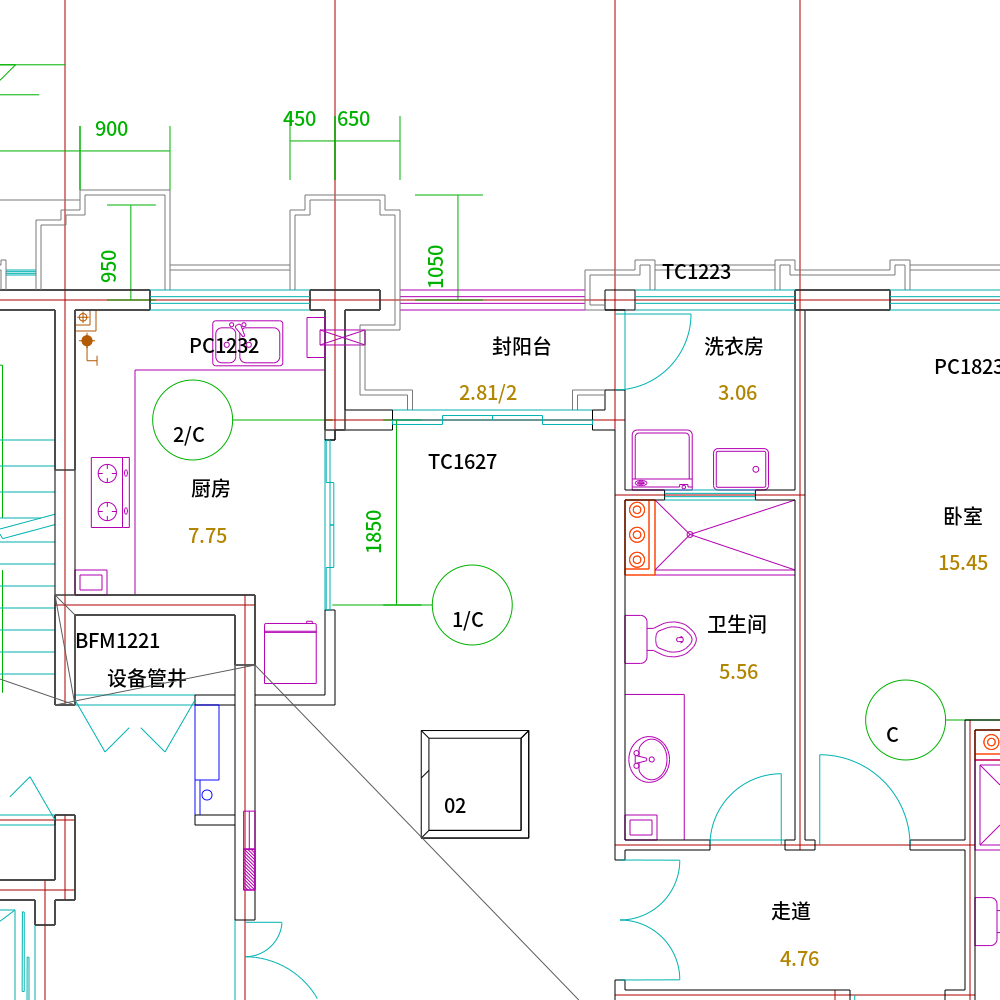 450
650
900
950
1050
TC1223
PC1232
封阳台
洗衣房
PC1823
2.81/2
3.06
2/C
TC1627
厨房
卧室
7.75
1850
15.45
1/C
卫生间
BFM1221
5.56
设备管井
C
02
走道
4.76